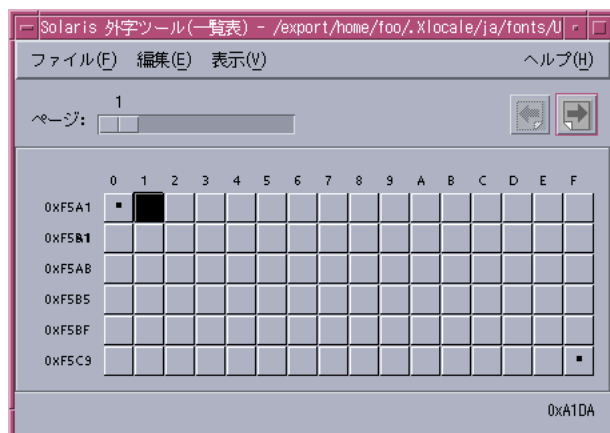 Solaris 外字ツール(一覧表) - /export/home/foo/.Xlocale/ja/fonts/U
ファイル(F) 編集(E) 表示(V) ヘルプ(H)
1
ページ:
0 1 2 3 4 5 6 7 8 9 A B C D E F
0xF5A1
0xF5B1
0xF5AB
0xF5B5
0xF5BF
0xF5C9
0xA1DA